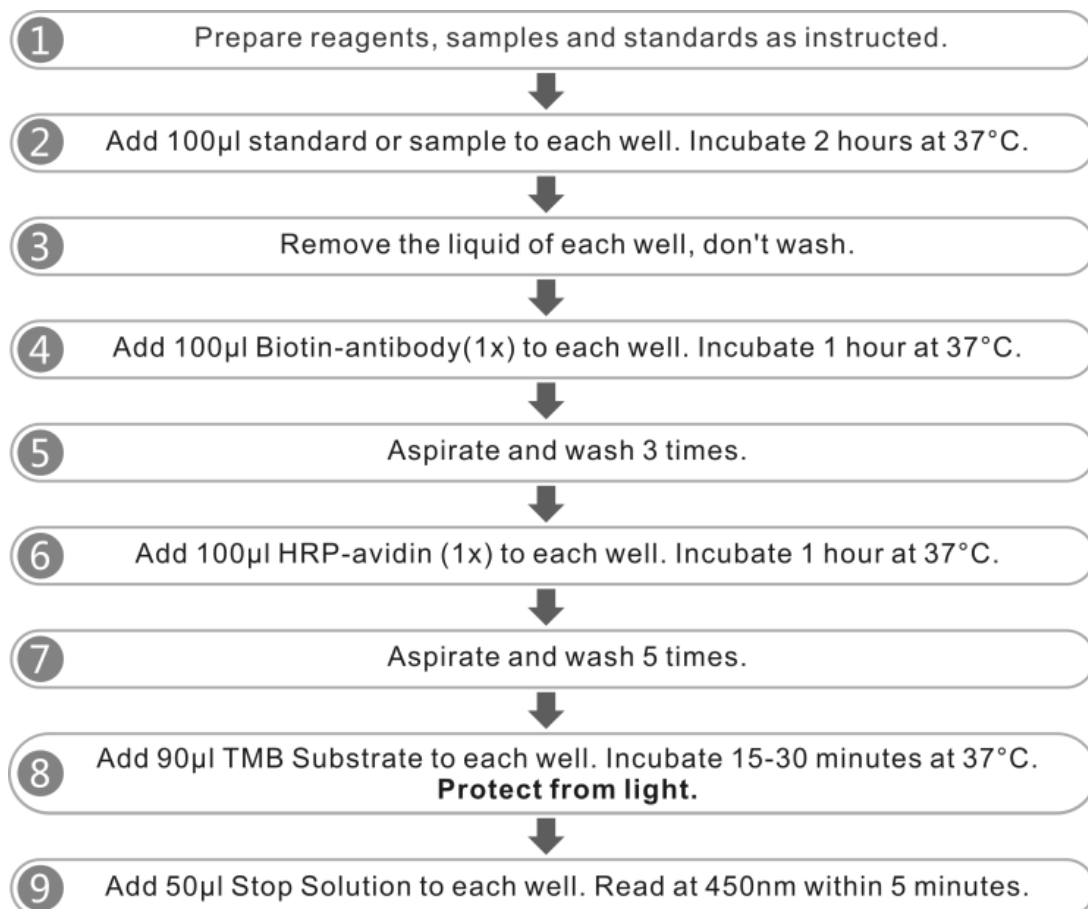 1 Prepare reagents, samples and standards as instructed.
2 Add 100µl standard or sample to each well. Incubate 2 hours at 37°C.
3 Remove the liquid of each well, don't wash.
4 Add 100µl Biotin-antibody(1x) to each well. Incubate 1 hour at 37°C.
5 Aspirate and wash 3 times.
6 Add 100µl HRP-avidin (1x) to each well. Incubate 1 hour at 37°C.
7 Aspirate and wash 5 times.
8 Add 90µl TMB Substrate to each well. Incubate 15-30 minutes at 37°C.
Protect from light.
9 Add 50µl Stop Solution to each well. Read at 450nm within 5 minutes.